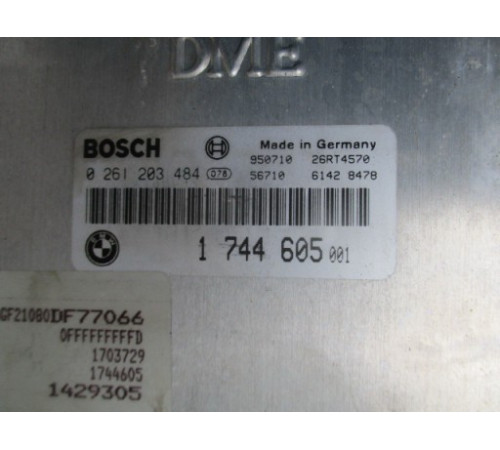 DME
BOSCH Made in Germany
950710 26RT4570
0 261 203 484 078
56710 6142 8478
1 744 605 001
GF21080DF77066
0FFFFFFFFFD
1703729
1744605
1429305